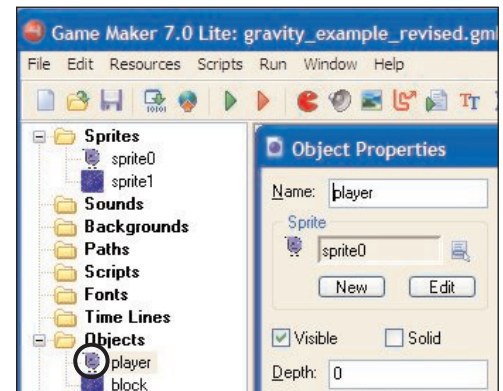 Game Maker 7.0 Lite: gravity_example_revised.gm
File Edit Resources Scripts Run Window Help
Sprites
sprite0
sprite1
Sounds
Backgrounds
Paths
Scripts
Fonts
Time Lines
Objects
player
block
Object Properties
Name: player
Sprite
sprite0
New Edit
Visible Solid
Depth: 0